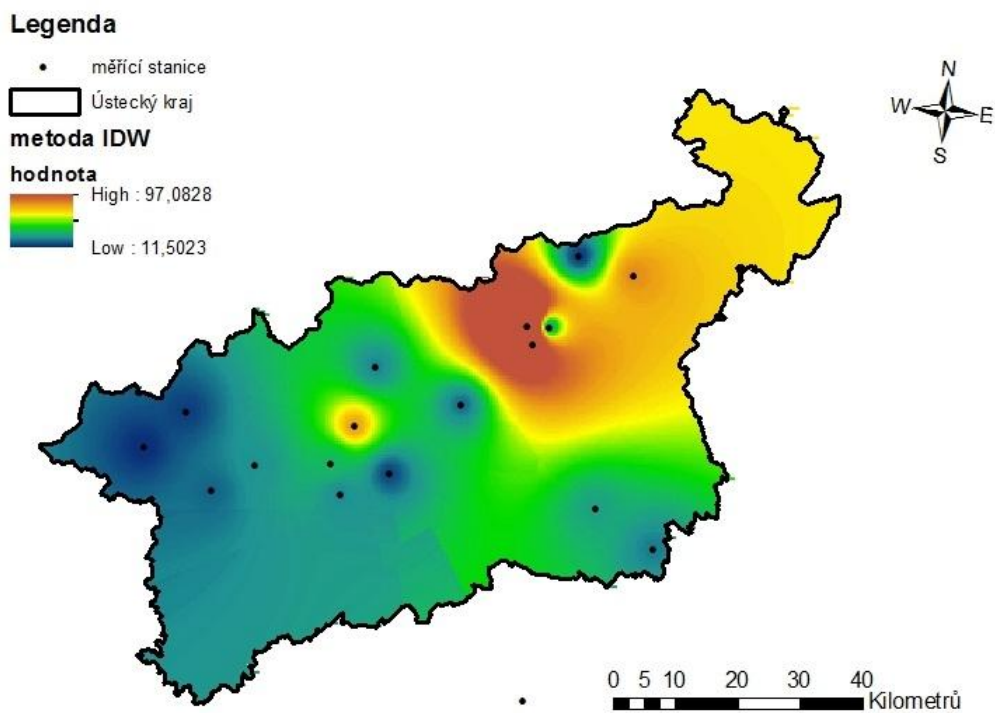 Legenda
měřící stanice
Ústecký kraj
metoda IDW
hodnota
High : 97,0828
Low : 11,5023
N
W E
S
0 5 10 20 30 40
Kilometrů